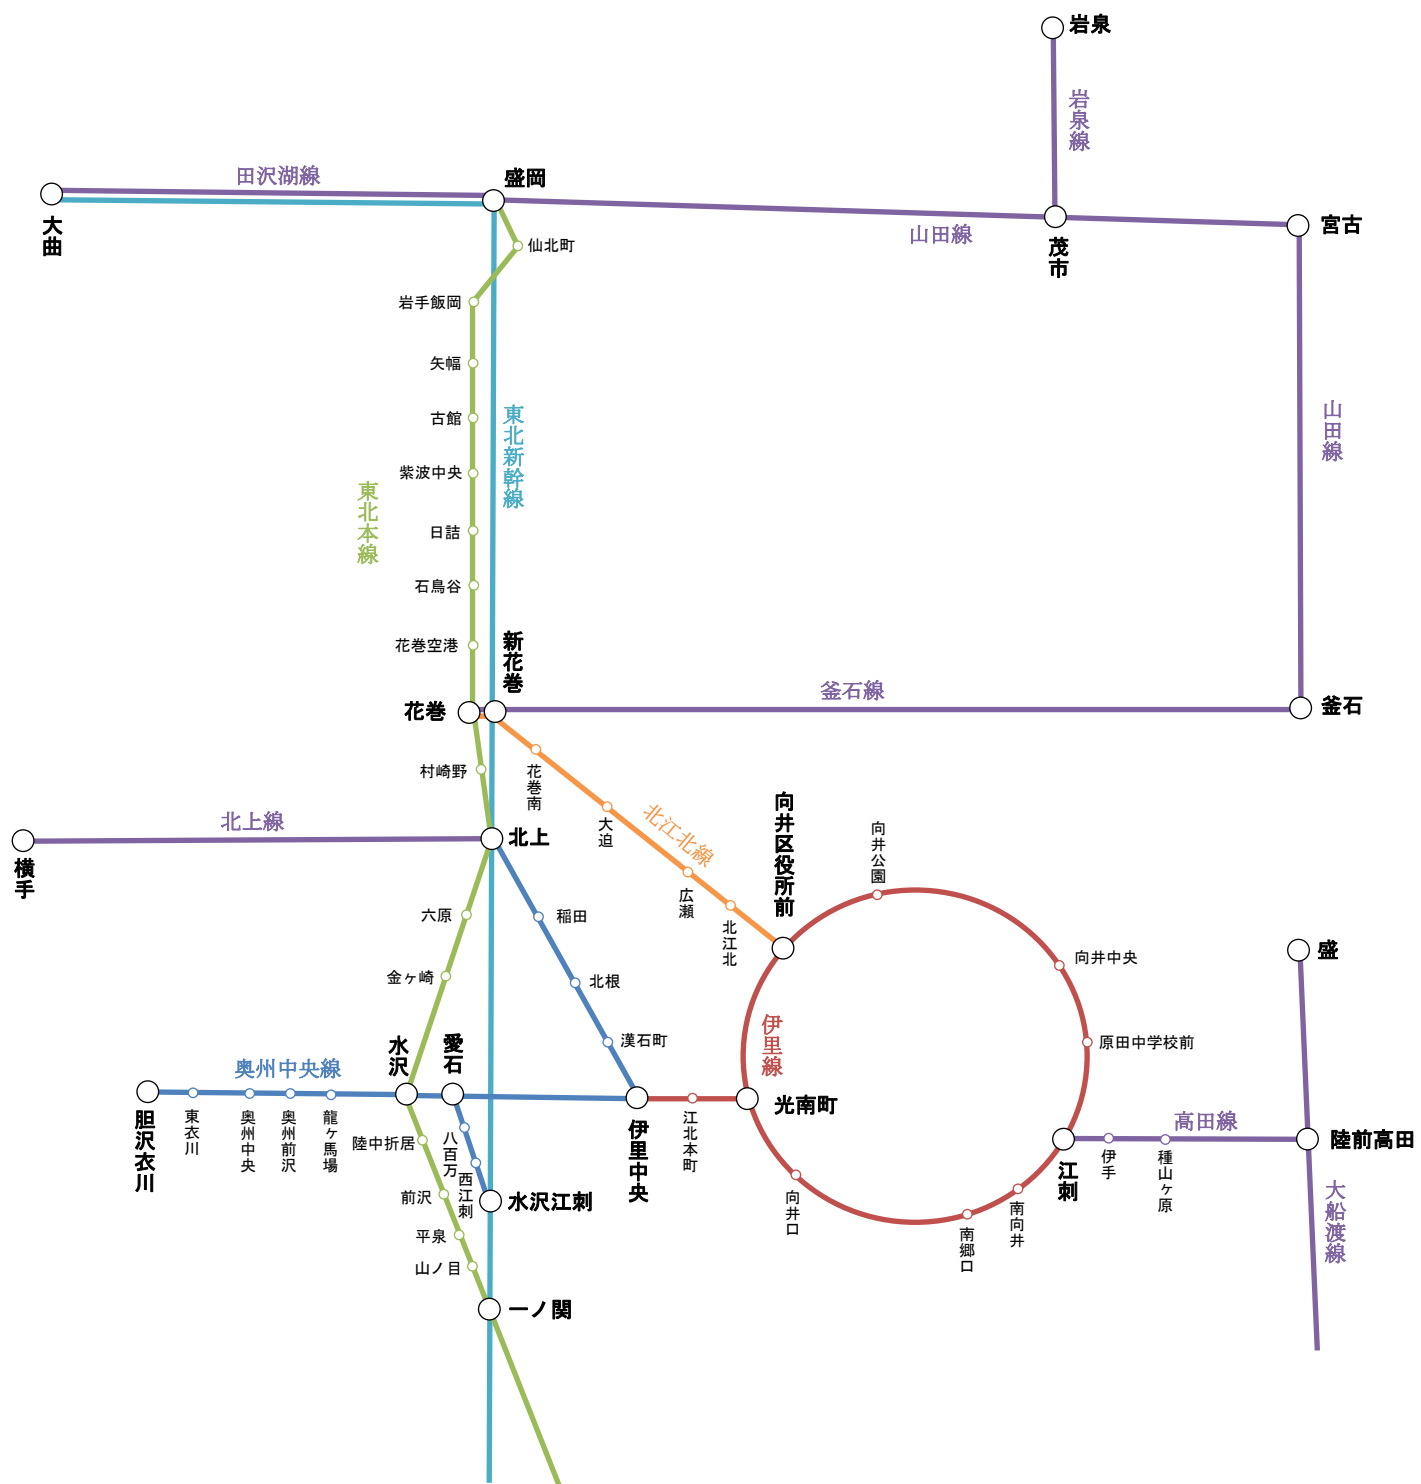 岩泉
岩泉線
田沢湖線
盛岡
大曲
山田線
茂市
宮古
仙北町
岩手飯岡
矢幅
古館
紫波中央
日詰
石鳥谷
花巻空港
東北本線
東北新幹線
山田線
新花巻
花巻
釜石線
釜石
村崎野
花巻南
大迫
北江北線
広瀬
北江北
向井区役所前
向井公園
北上線
横手
北上
六原
金ヶ崎
稲田
北根
漢石町
向井中央
原田中学校前
盛
水沢
愛石
伊里線
奥州中央線
胆沢衣川
東衣川
奥州中央
奥州前沢
龍ヶ馬場
陸中折居
八百万
西江刺
伊里中央
江北本町
光南町
高田線
江刺
伊手
種山ヶ原
陸前高田
前沢
平泉
山ノ目
水沢江刺
向井口
南郷口
南向井
大船渡線
一ノ関